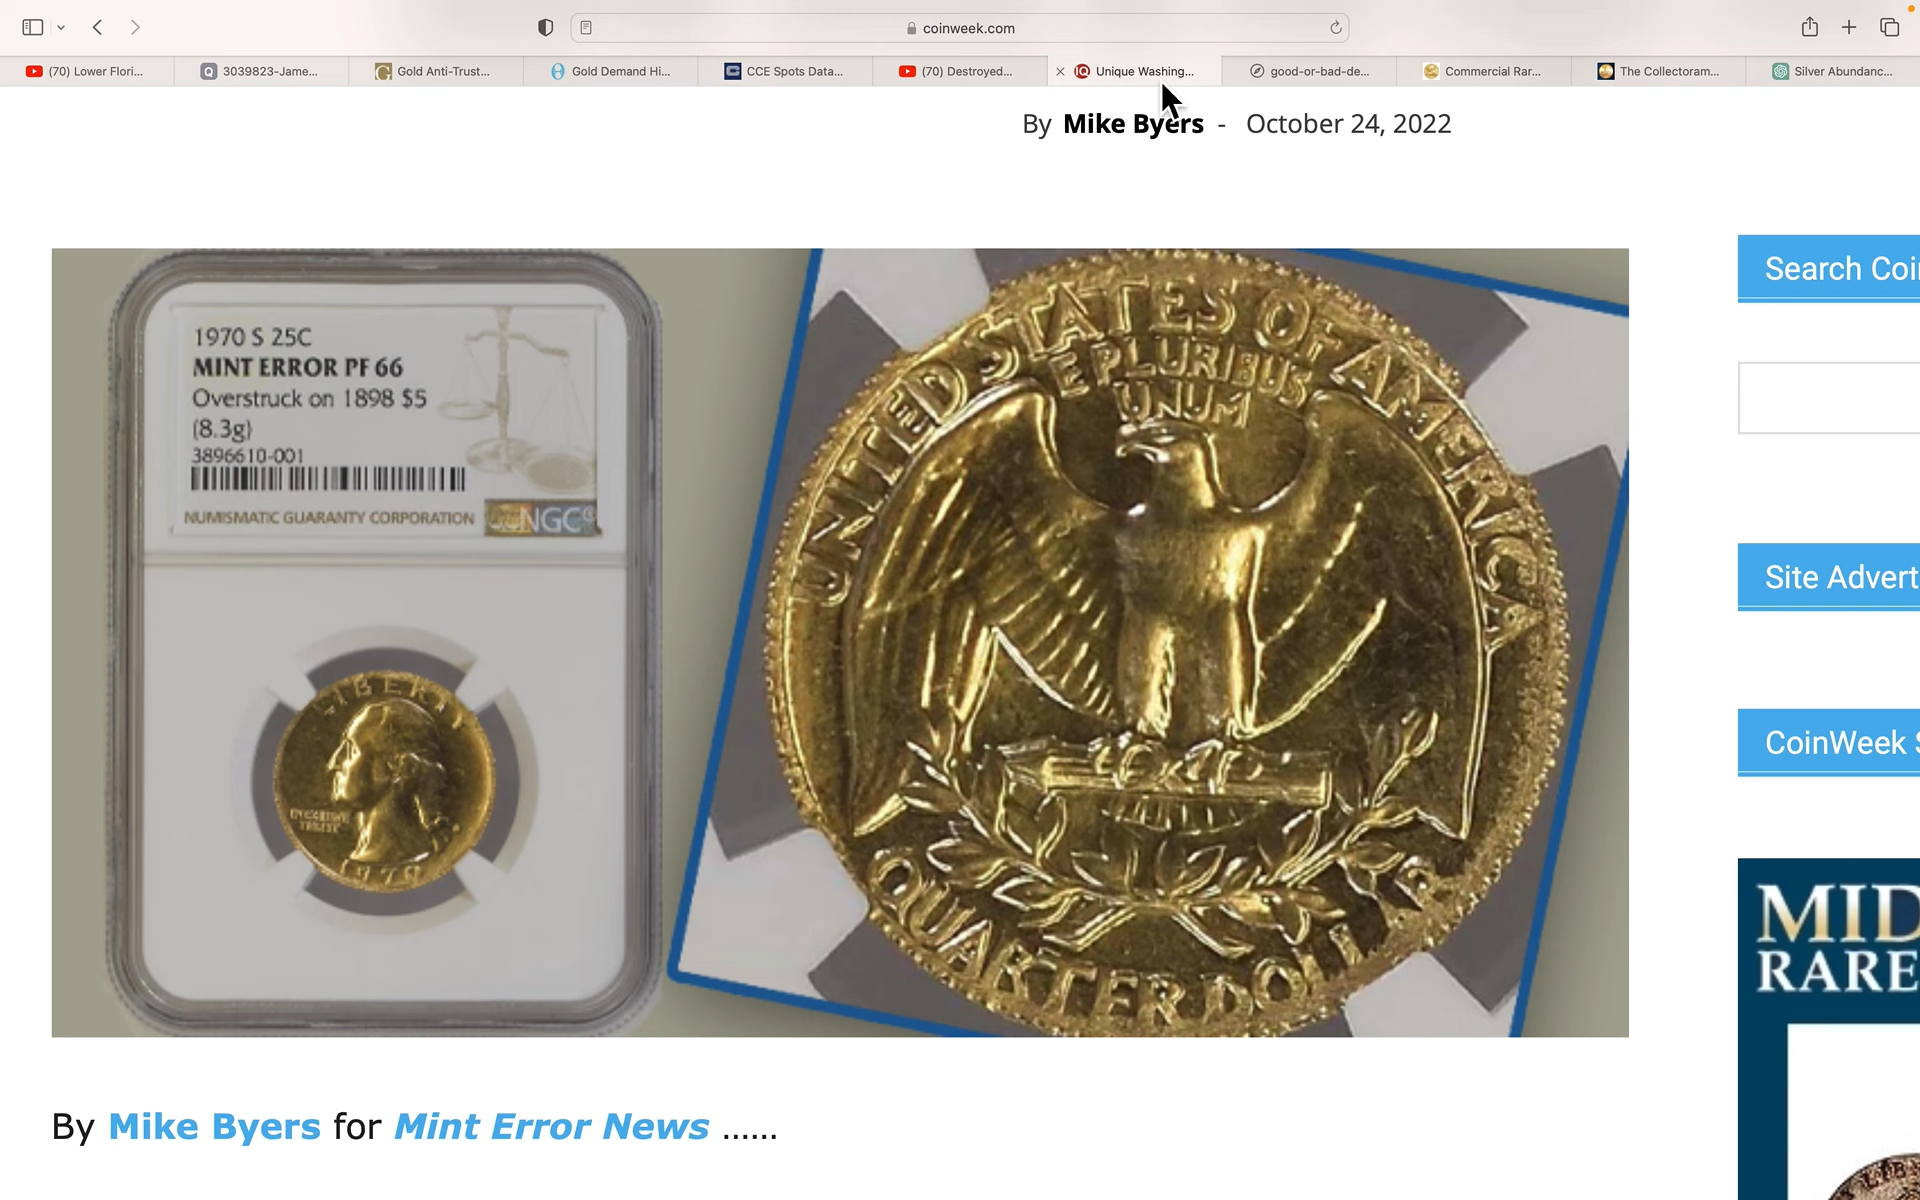 coinweek.com
(70) Lower Flori...
3039823-Jame...
Gold Anti-Trust...
Gold Demand Hi...
CCE Spots Data...
(70) Destroyed...
Unique Washing...
good-or-bad-de...
Commercial Rar...
The Collectoram...
Silver Abundanc...
By Mike Byers - October 24, 2022
1970 S 25C
MINT ERROR PF 66
Overstruck on 1898 $5
(8.3g)
3896610-001
NUMISMATIC GUARANTY CORPORATION
NGC
LIBERTY
IN GOD WE
TRUST
1970
UNITED STATES OF AMERICA
E PLURIBUS
UNUM
QUARTER DOLLAR
Search Coi
Site Advert
CoinWeek S
MID
RARE
By Mike Byers for Mint Error News ......